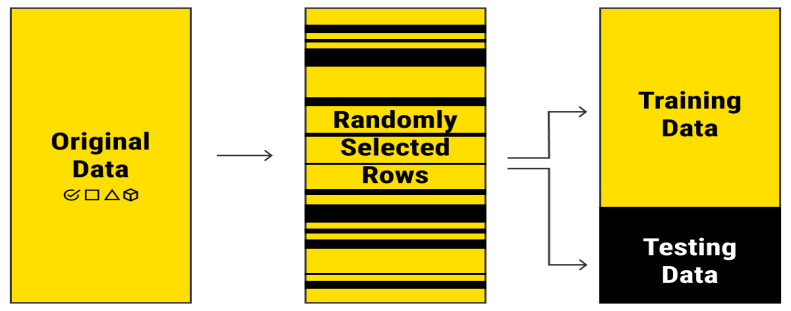 Original
Data
Randomly
Selected
Rows
Training
Data
Testing
Data